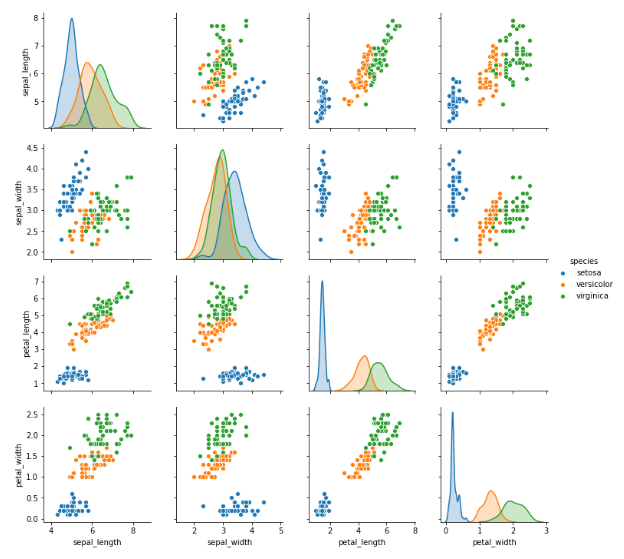 8
7
6
5
sepal_length
4.5
4.0
3.5
3.0
2.5
2.0
sepal_width
species
setosa
versicolor
virginica
7
6
5
4
3
2
1
petal_length
2.5
2.0
1.5
1.0
0.5
0.0
petal_width
4 6 8
2 3 4 5
2 4 6 8
0 1 2 3
sepal_length sepal_width petal_length petal_width